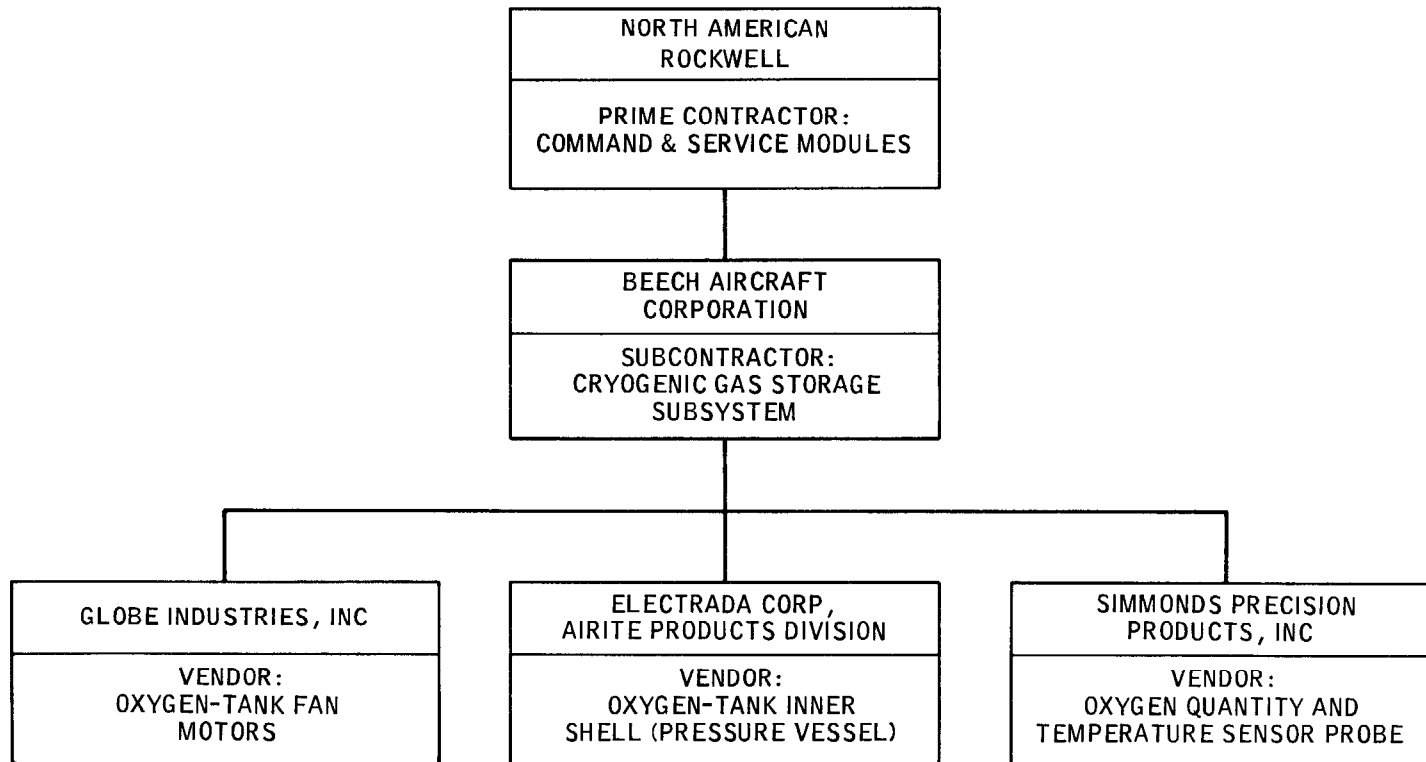 NORTH AMERICAN
ROCKWELL
PRIME CONTRACTOR:
COMMAND & SERVICE MODULES
BEECH AIRCRAFT
CORPORATION
SUBCONTRACTOR:
CRYOGENIC GAS STORAGE
SUBSYSTEM
GLOBE INDUSTRIES, INC
VENDOR:
OXYGEN-TANK FAN
MOTORS
ELECTRADA CORP,
AIRITE PRODUCTS DIVISION
VENDOR:
OXYGEN-TANK INNER
SHELL (PRESSURE VESSEL)
SIMMONDS PRECISION
PRODUCTS, INC
VENDOR:
OXYGEN QUANTITY AND
TEMPERATURE SENSOR PROBE